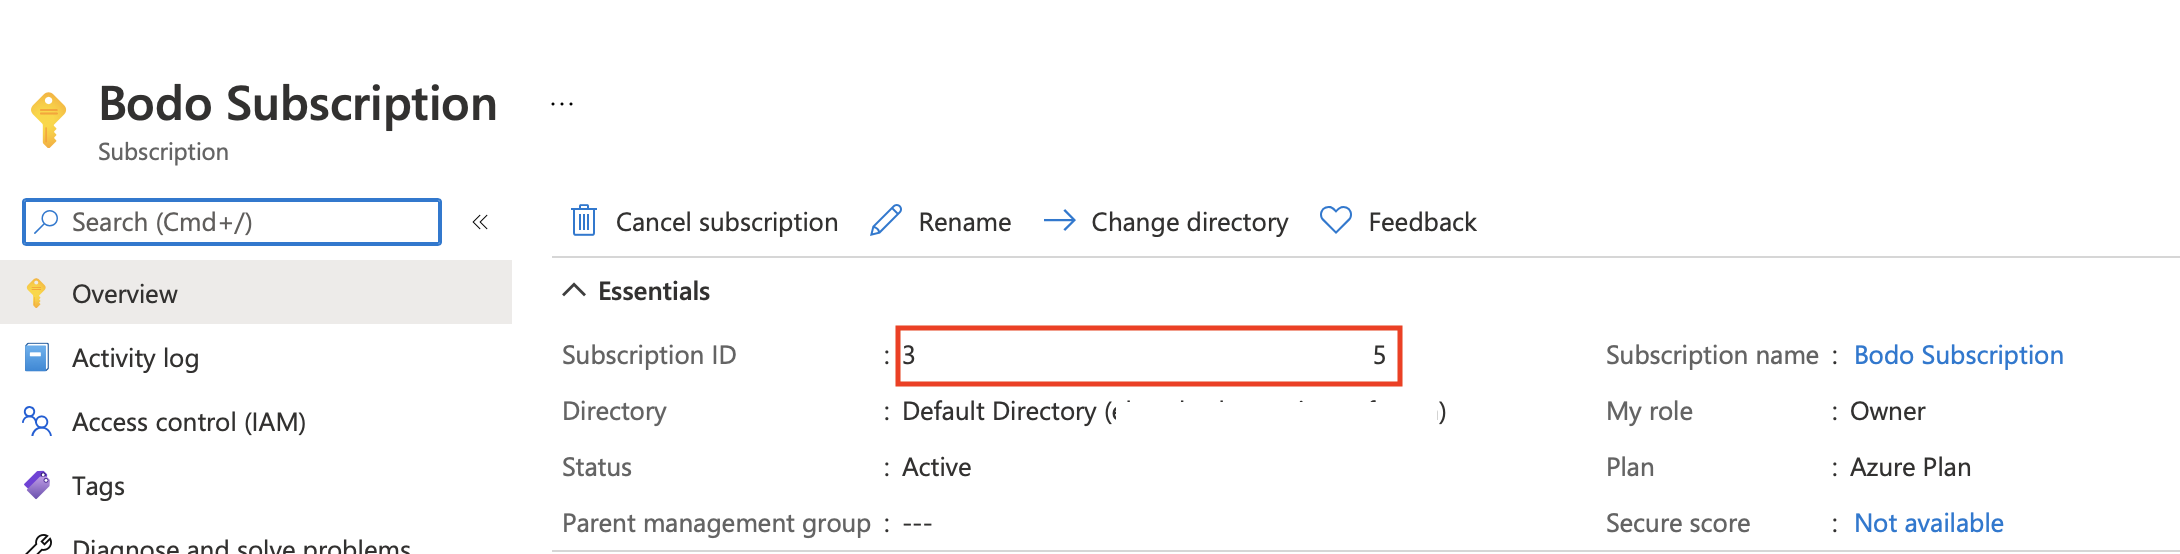 Bodo Subscription ...
Subscription
Search (Cmd+/) «
Cancel subscription Rename Change directory Feedback
Overview
Activity log
Access control (IAM)
Tags
Diagnose and solve problems
Essentials
Subscription ID : 3 5
Directory : Default Directory ( )
Status : Active
Parent management group : ---
Subscription name : Bodo Subscription
My role : Owner
Plan : Azure Plan
Secure score : Not available